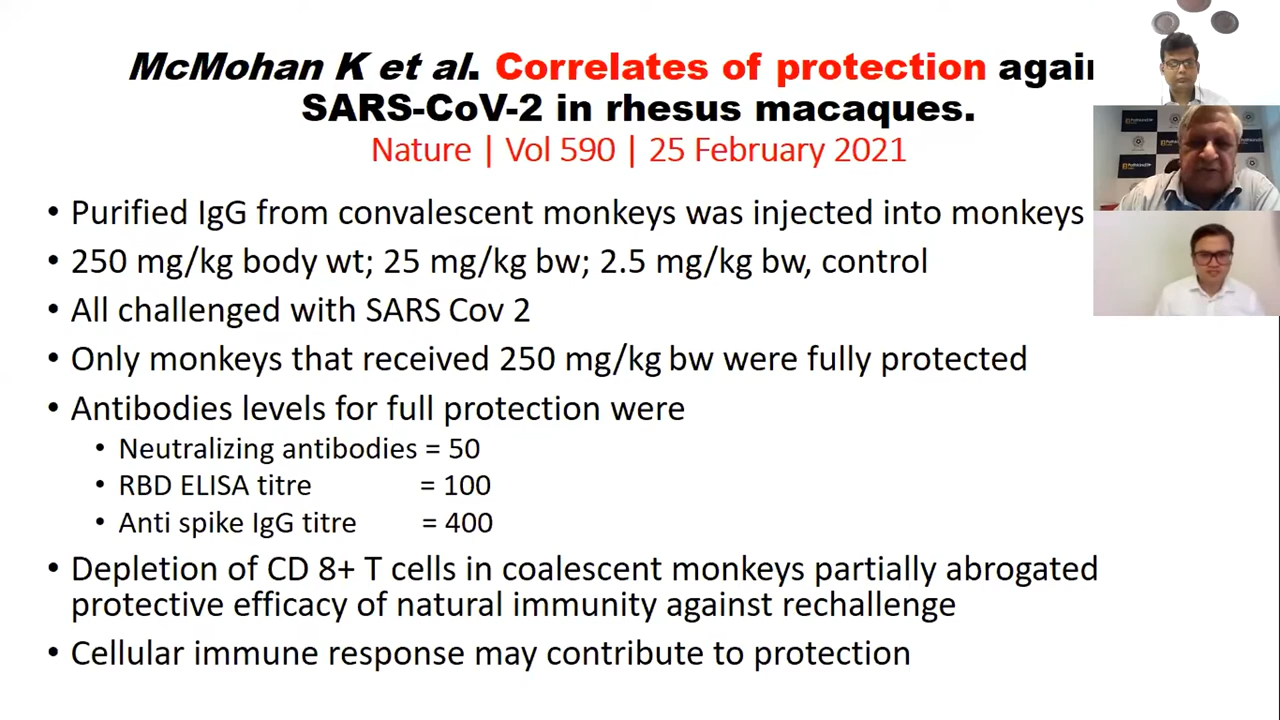 McMohan K et al. Correlates of protection agai
SARS-CoV-2 in rhesus macaques.
Nature | Vol 590 | 25 February 2021
• Purified IgG from convalescent monkeys was injected into monkeys
• 250 mg/kg body wt; 25 mg/kg bw; 2.5 mg/kg bw, control
• All challenged with SARS Cov 2
• Only monkeys that received 250 mg/kg bw were fully protected
• Antibodies levels for full protection were
• Neutralizing antibodies = 50
• RBD ELISA titre = 100
• Anti spike IgG titre = 400
• Depletion of CD 8+ T cells in coalescent monkeys partially abrogated
protective efficacy of natural immunity against rechallenge
• Cellular immune response may contribute to protection